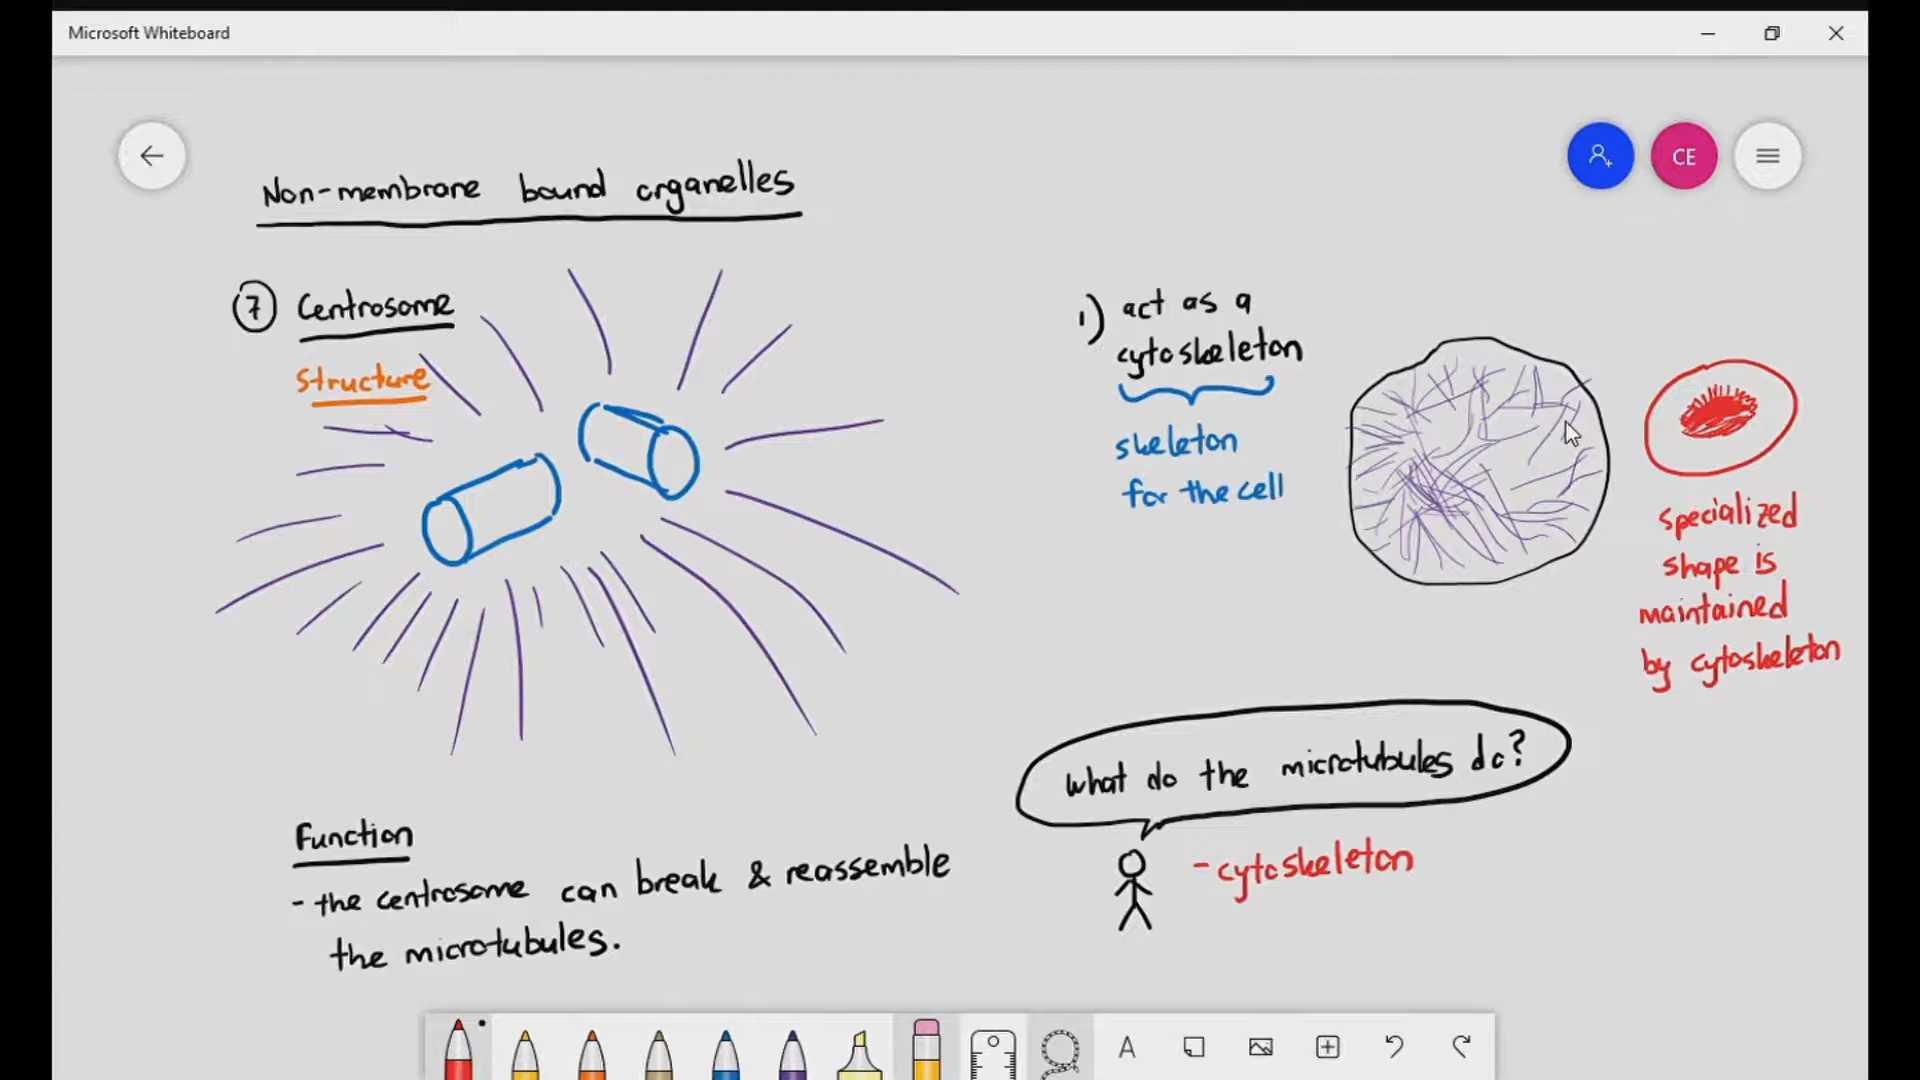 Microsoft Whiteboard
CE
Non-membrane bound organelles
7 Centrosome
Structure
1) act as a
cytoskeleton
skeleton
for the cell
specialized
shape is
maintained
by cytoskeleton
What do the microtubules do?
- cytoskeleton
Function
- the centrosome can break & reassemble
the microtubules.
A